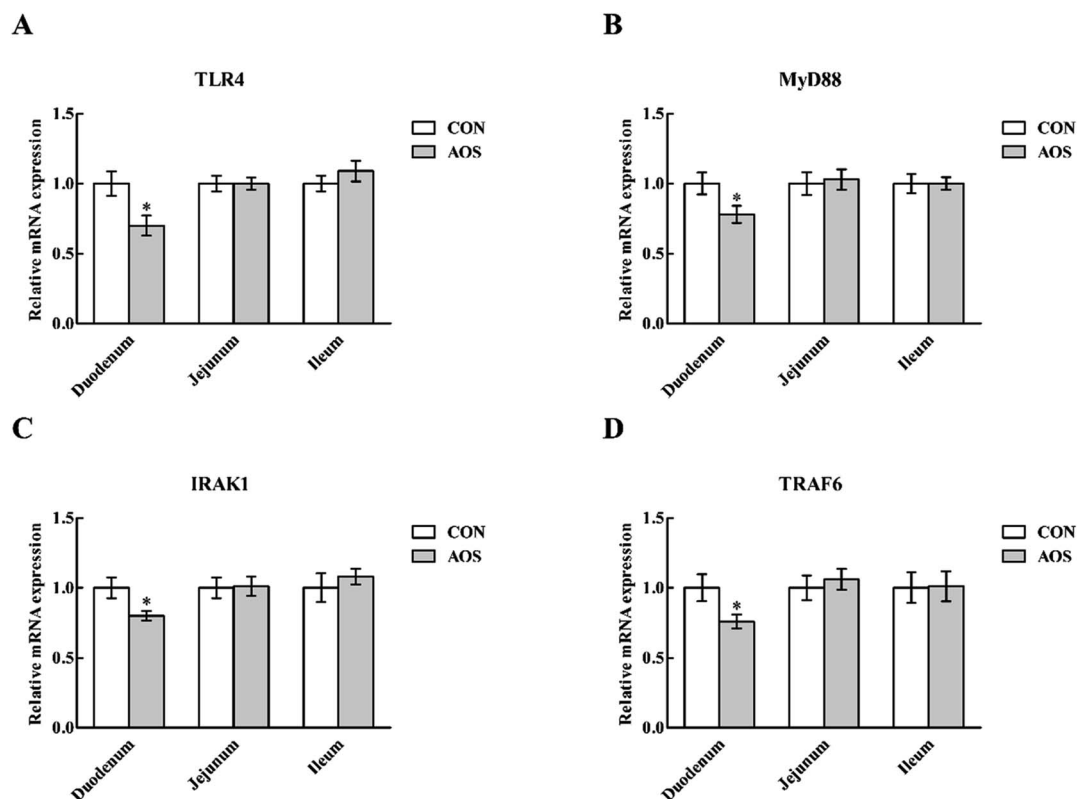 A
TLR4
Relative mRNA expression
1.5
1.0
0.5
0.0
*
Duodenum
Jejunum
Ileum
CON
AOS
B
MyD88
Relative mRNA expression
1.5
1.0
0.5
0.0
*
Duodenum
Jejunum
Ileum
CON
AOS
C
IRAK1
Relative mRNA expression
1.5
1.0
0.5
0.0
*
Duodenum
Jejunum
Ileum
CON
AOS
D
TRAF6
Relative mRNA expression
1.5
1.0
0.5
0.0
*
Duodenum
Jejunum
Ileum
CON
AOS